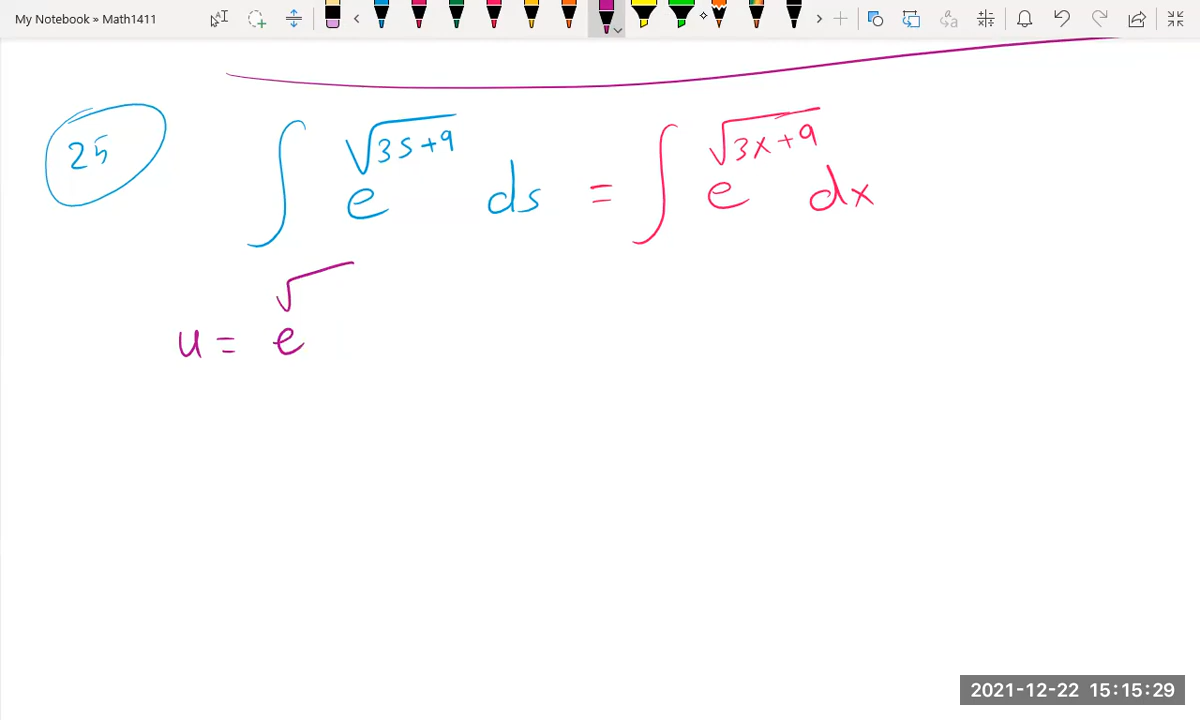 My Notebook » Math1411
25
∫ e^√(3s+9) ds = ∫ e^√(3x+9) dx
u = e^√
2021-12-22 15:15:29